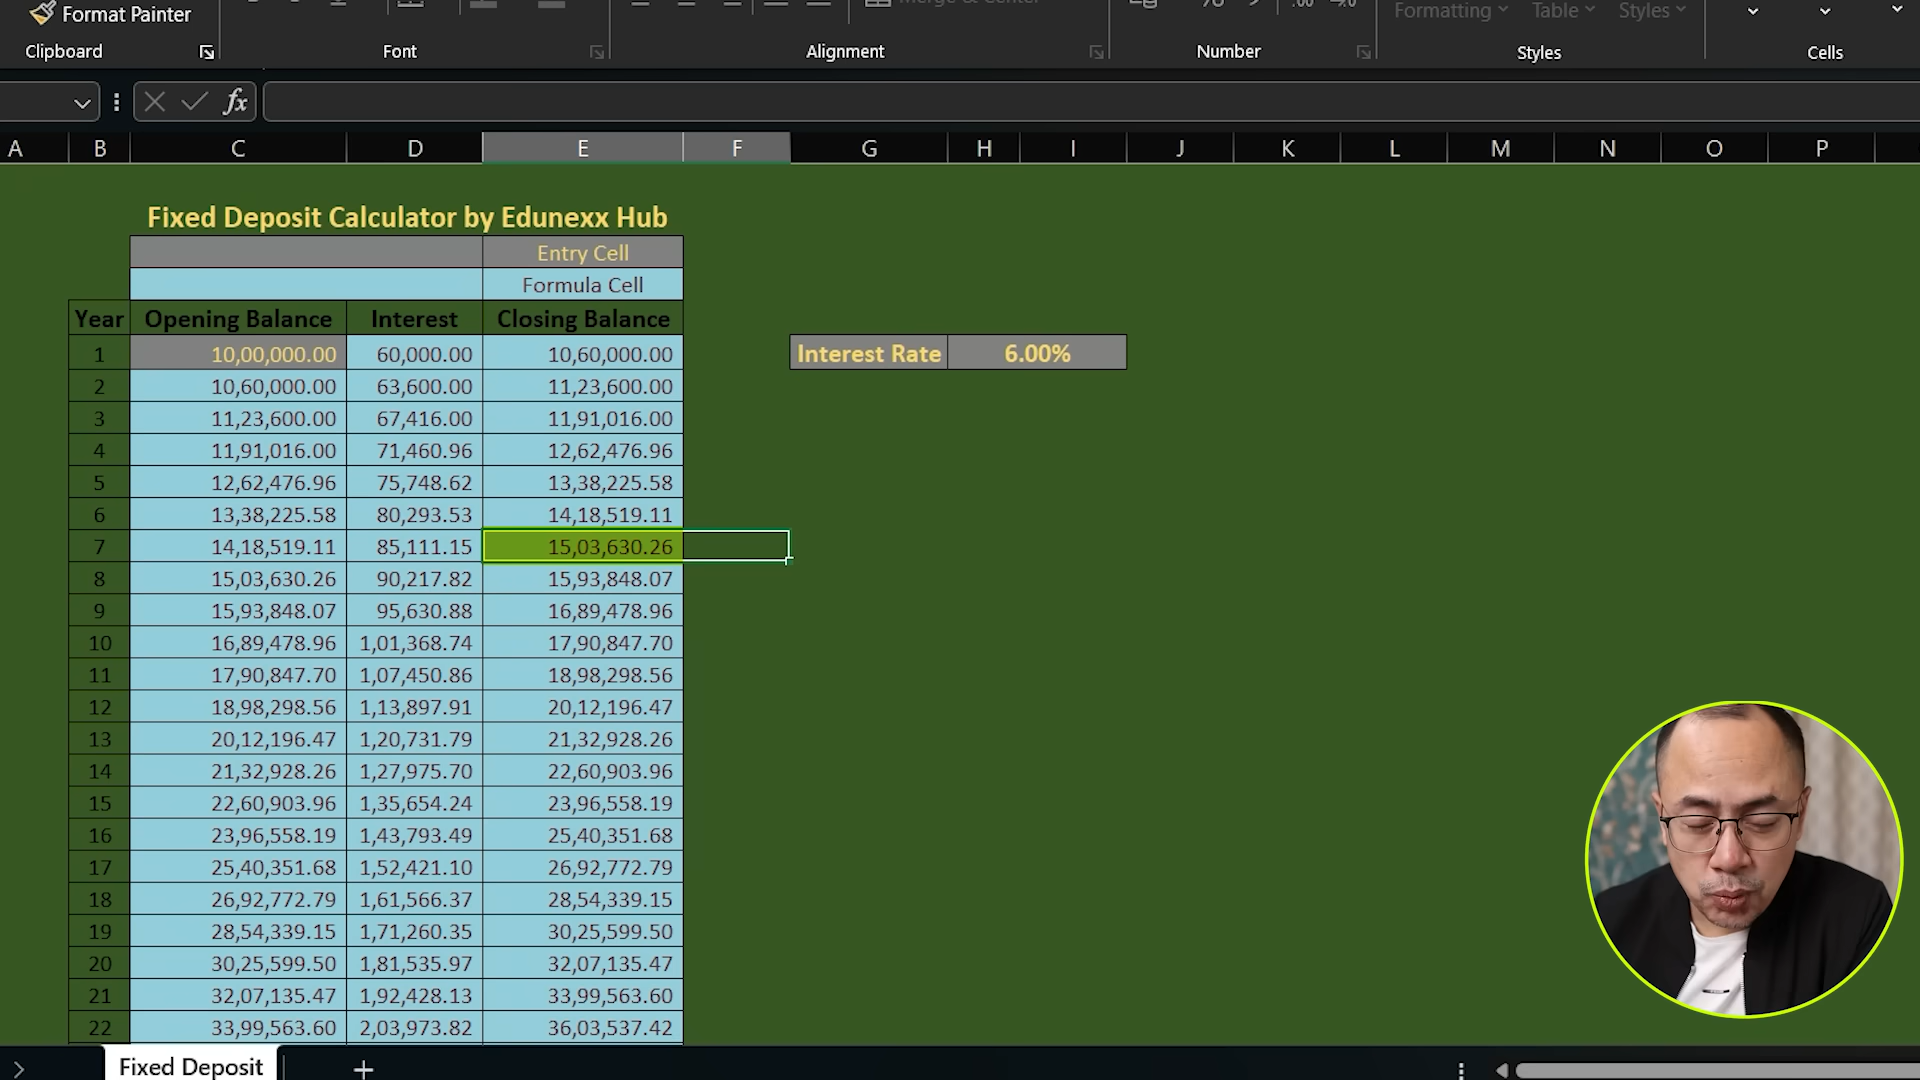 Format Painter
Merge & Center
Formatting Table Styles
Clipboard Font Alignment Number Styles Cells
fx
A B C D E F G H I J K L M N O P
Fixed Deposit Calculator by Edunexx Hub
Entry Cell
Formula Cell
Year Opening Balance Interest Closing Balance
1 10,00,000.00 60,000.00 10,60,000.00 Interest Rate 6.00%
2 10,60,000.00 63,600.00 11,23,600.00
3 11,23,600.00 67,416.00 11,91,016.00
4 11,91,016.00 71,460.96 12,62,476.96
5 12,62,476.96 75,748.62 13,38,225.58
6 13,38,225.58 80,293.53 14,18,519.11
7 14,18,519.11 85,111.15 15,03,630.26
8 15,03,630.26 90,217.82 15,93,848.07
9 15,93,848.07 95,630.88 16,89,478.96
10 16,89,478.96 1,01,368.74 17,90,847.70
11 17,90,847.70 1,07,450.86 18,98,298.56
12 18,98,298.56 1,13,897.91 20,12,196.47
13 20,12,196.47 1,20,731.79 21,32,928.26
14 21,32,928.26 1,27,975.70 22,60,903.96
15 22,60,903.96 1,35,654.24 23,96,558.19
16 23,96,558.19 1,43,793.49 25,40,351.68
17 25,40,351.68 1,52,421.10 26,92,772.79
18 26,92,772.79 1,61,566.37 28,54,339.15
19 28,54,339.15 1,71,260.35 30,25,599.50
20 30,25,599.50 1,81,535.97 32,07,135.47
21 32,07,135.47 1,92,428.13 33,99,563.60
22 33,99,563.60 2,03,973.82 36,03,537.42
Fixed Deposit